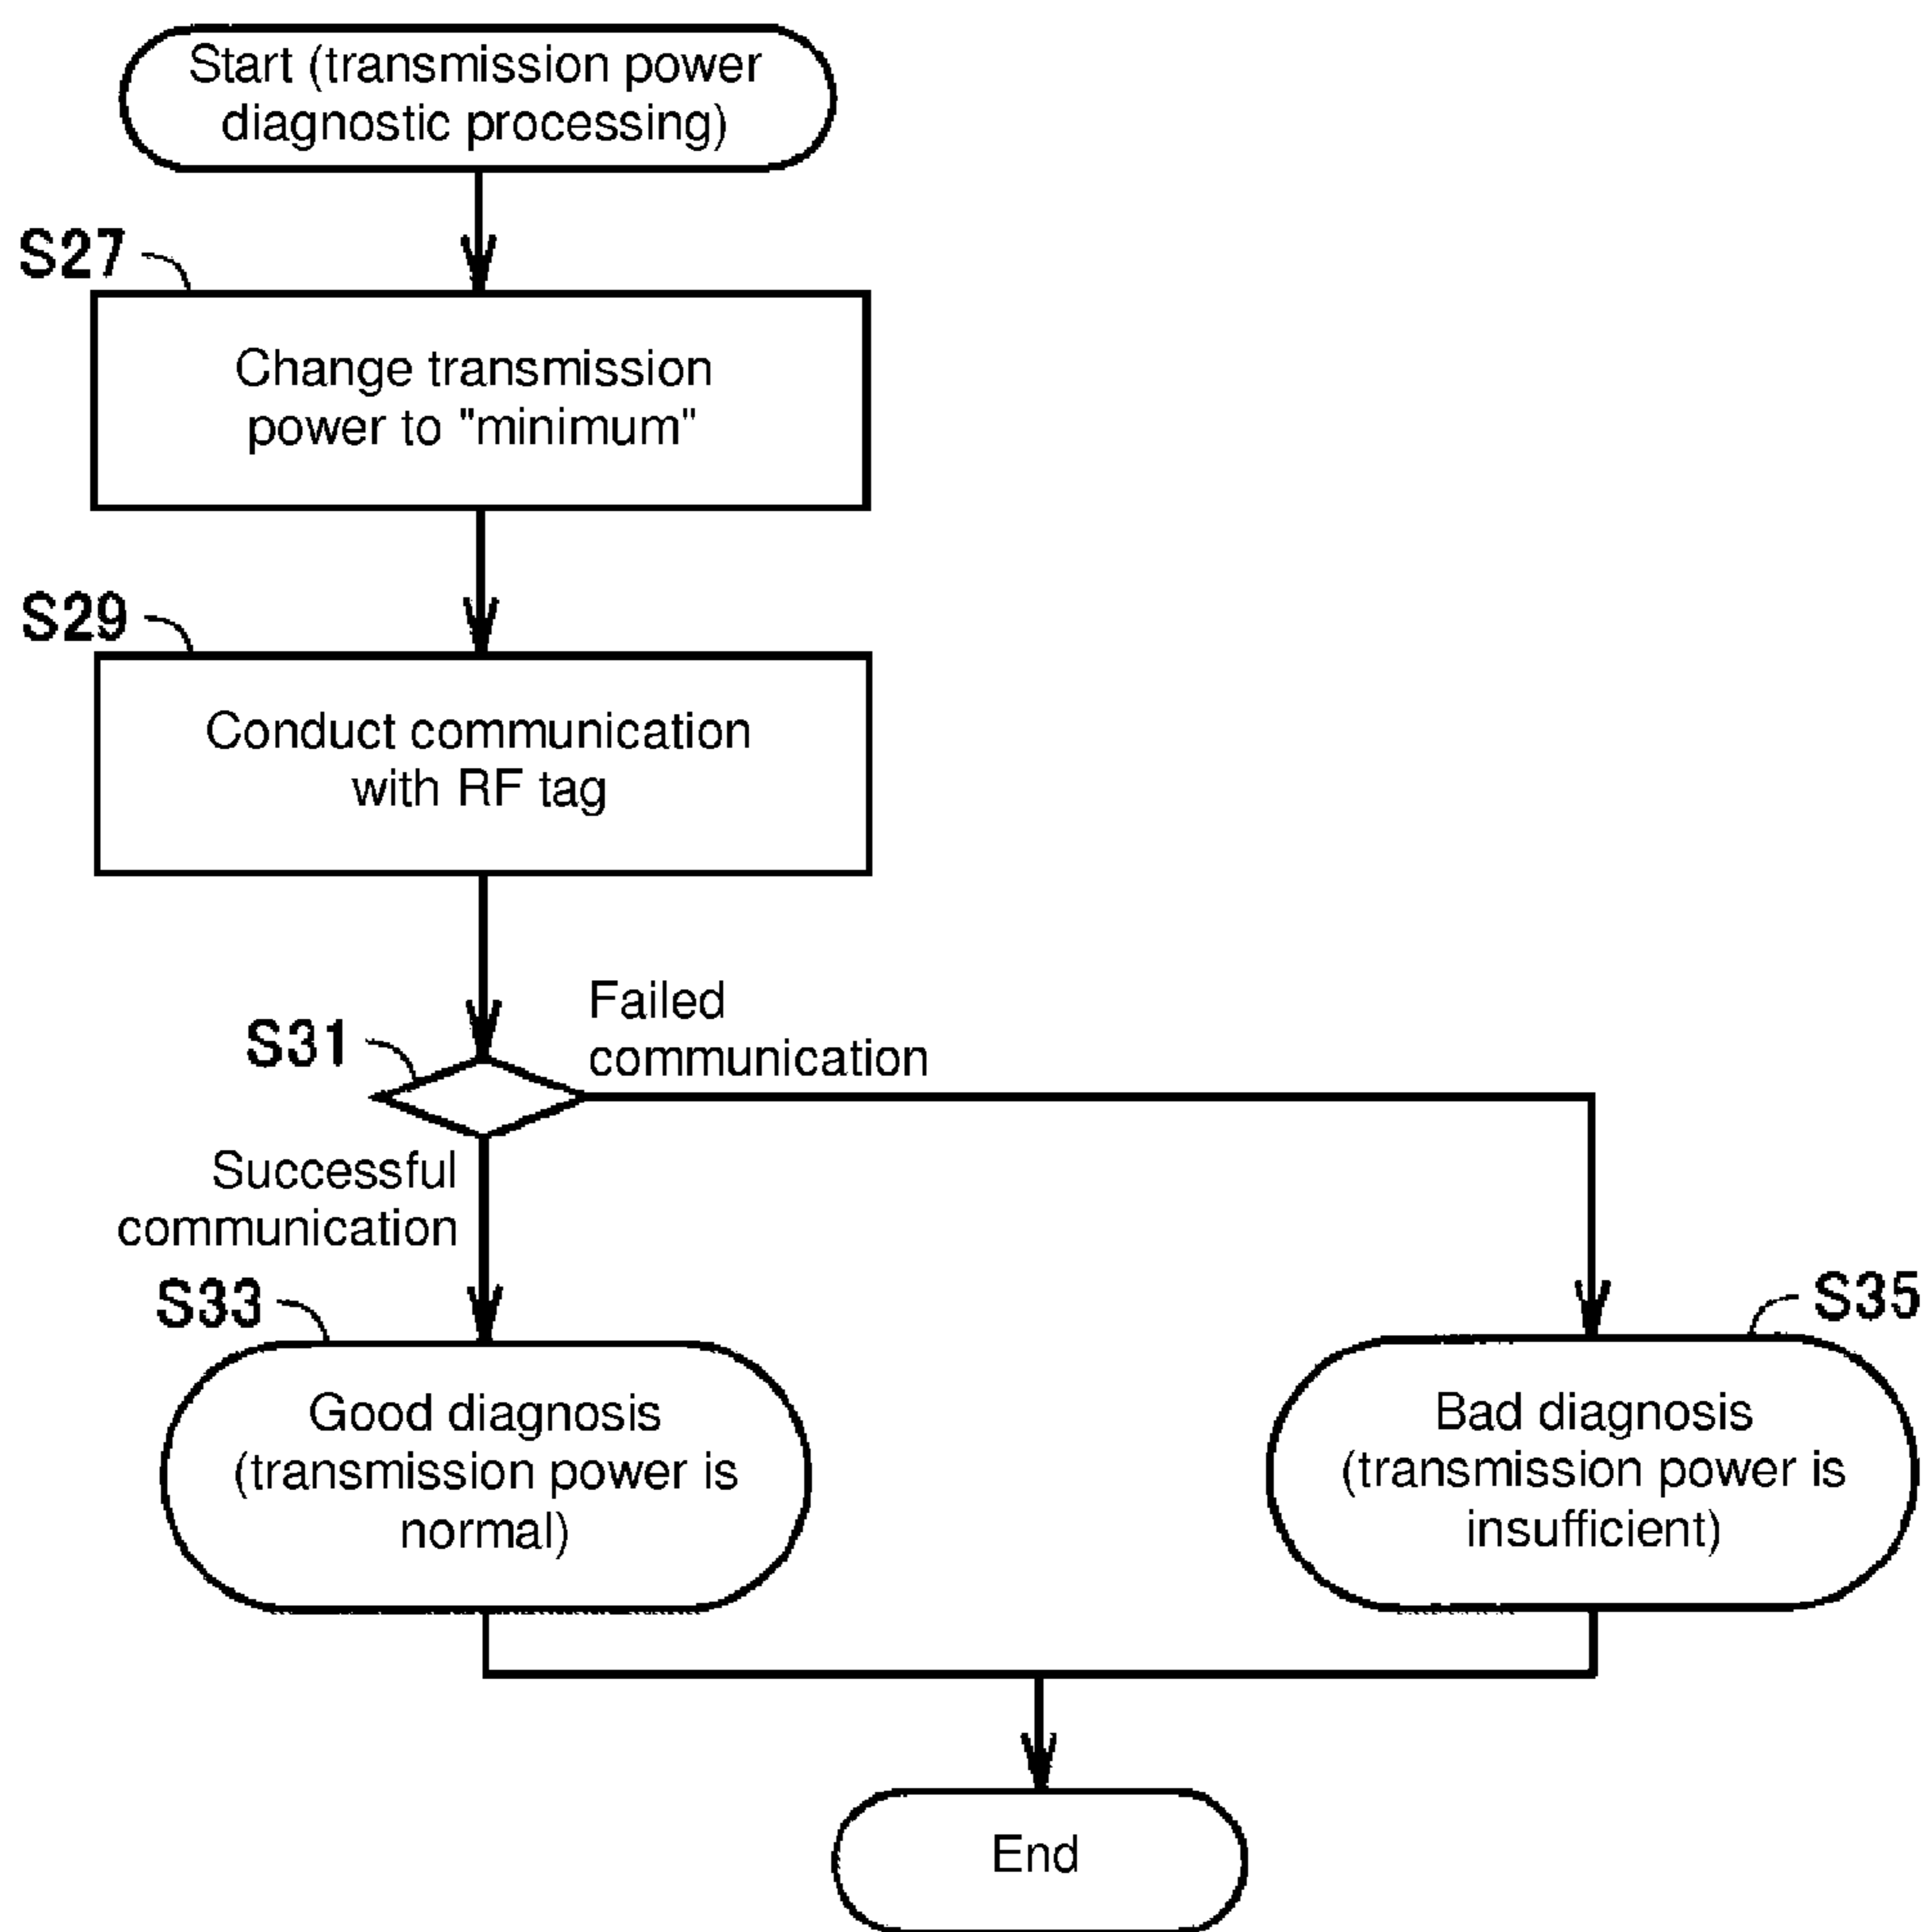 Start (transmission power
diagnostic processing)
S27
Change transmission
power to "minimum"
S29
Conduct communication
with RF tag
S31
Failed
communication
Successful
communication
S33
Good diagnosis
(transmission power is
normal)
S35
Bad diagnosis
(transmission power is
insufficient)
End